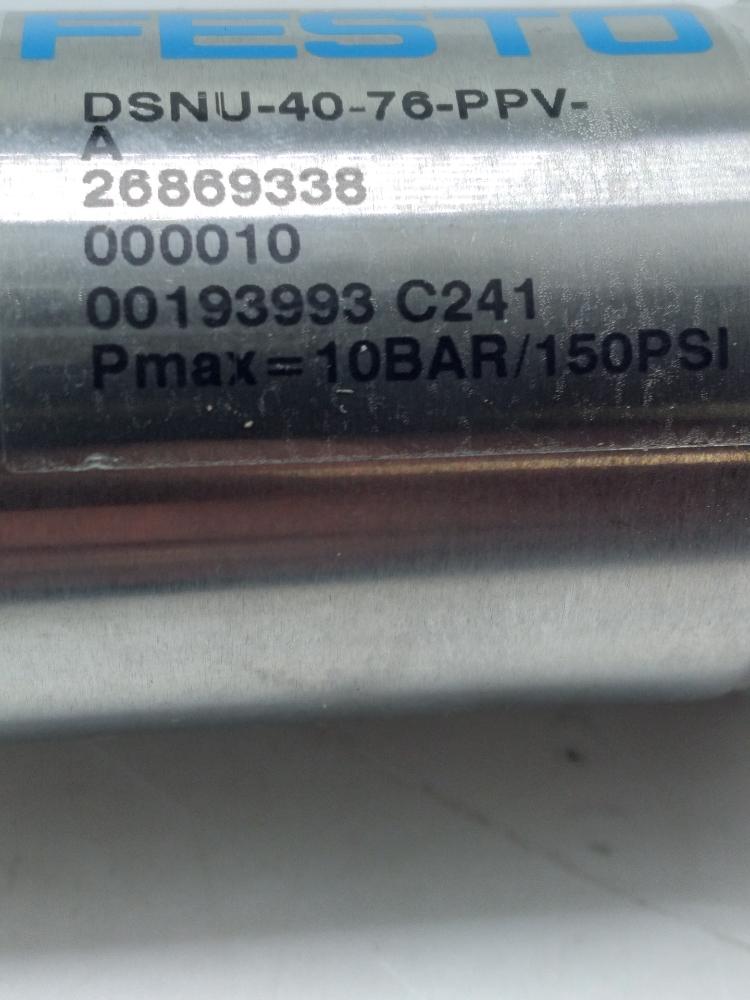 FESTO
DSNU-40-76-PPV-
A
26869338
000010
00193993 C241
Pmax=10BAR/150PSI